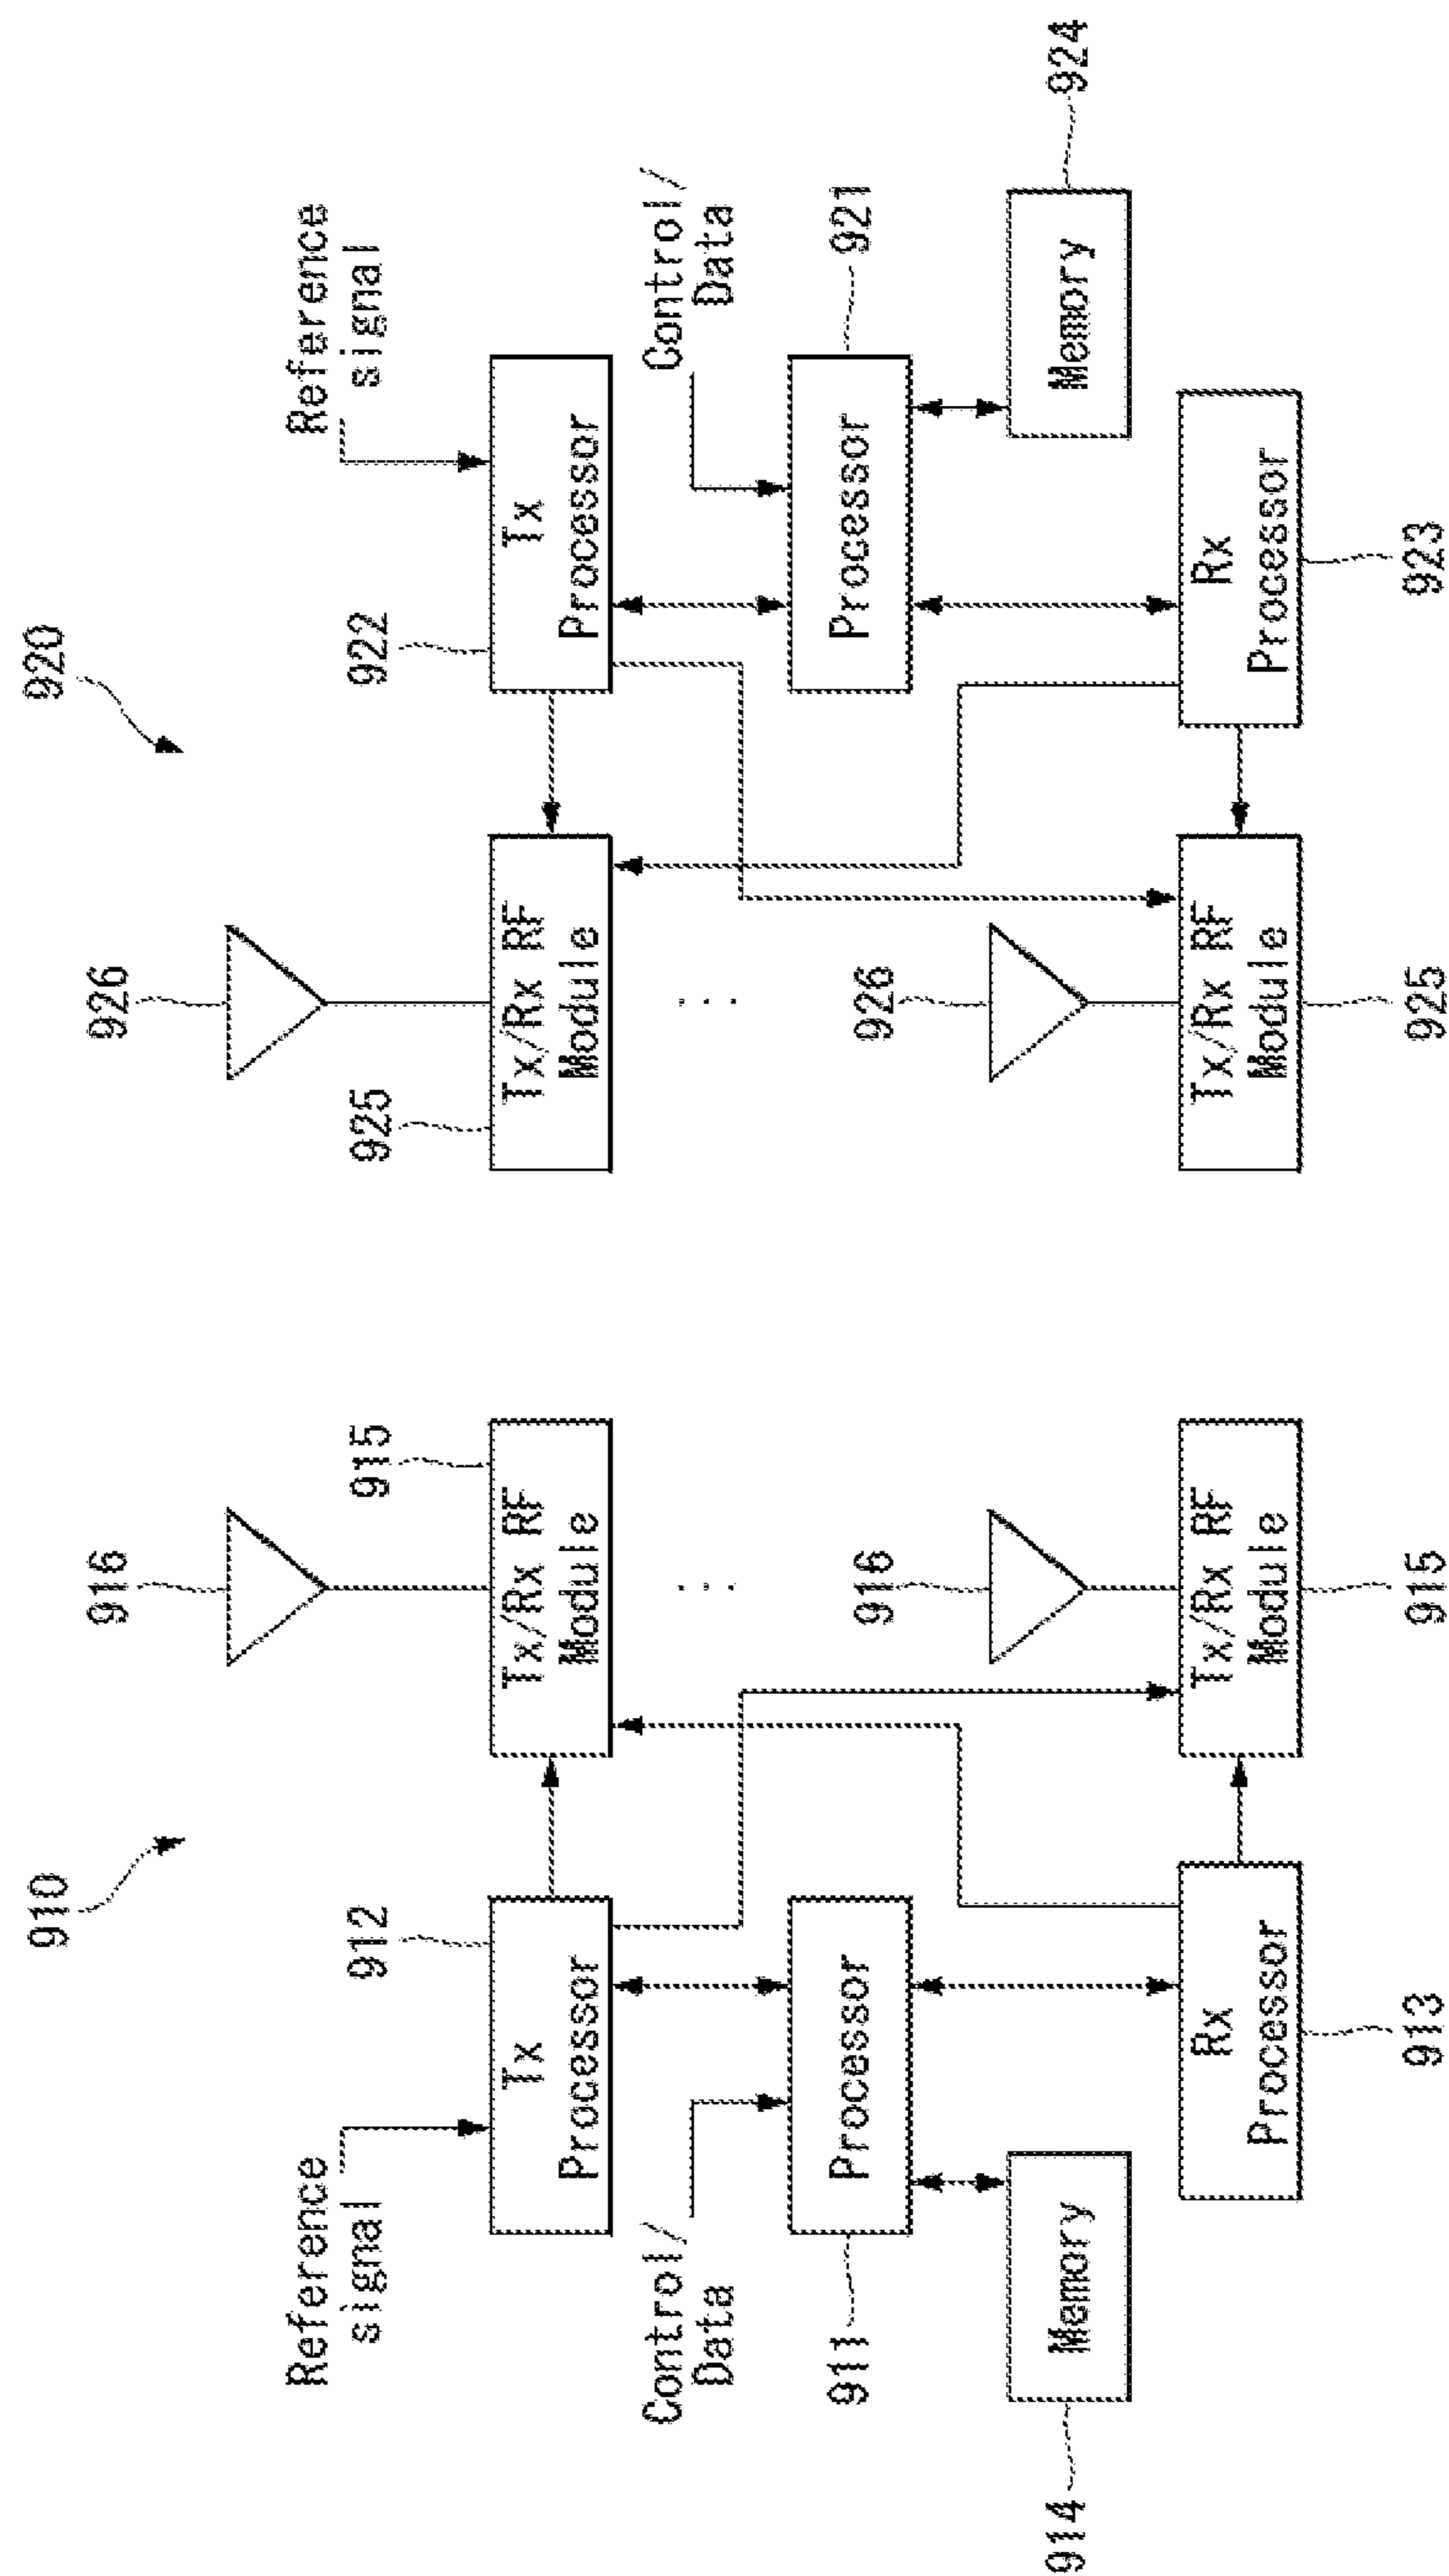 910
916
915
912
Reference
signal
Tx
Processor
Tx/Rx RF
Module
...
Control/
Data
911
Processor
916
Memory
914
Rx
Processor
913
Tx/Rx RF
Module
915
920
926
925
922
Reference
signal
Tx/Rx RF
Module
Tx
Processor
...
Control/
Data
921
Processor
926
Memory
924
Tx/Rx RF
Module
925
Rx
Processor
923